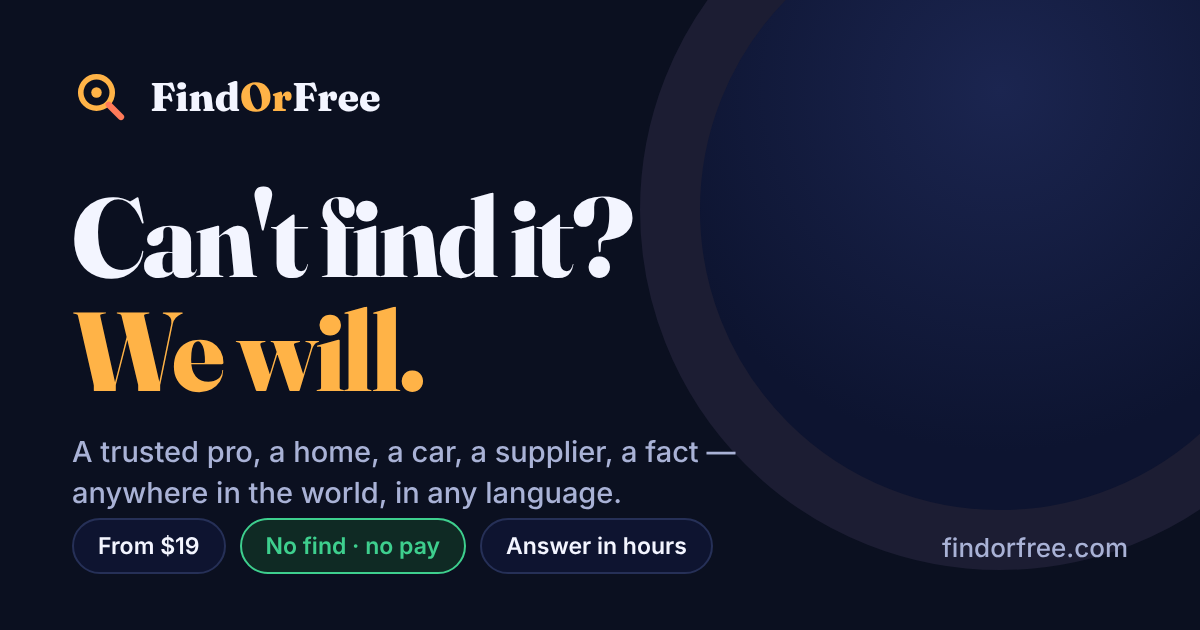 FindOrFree
Can't find it?
We will.
A trusted pro, a home, a car, a supplier, a fact —
anywhere in the world, in any language.
From $19
No find · no pay
Answer in hours
findorfree.com